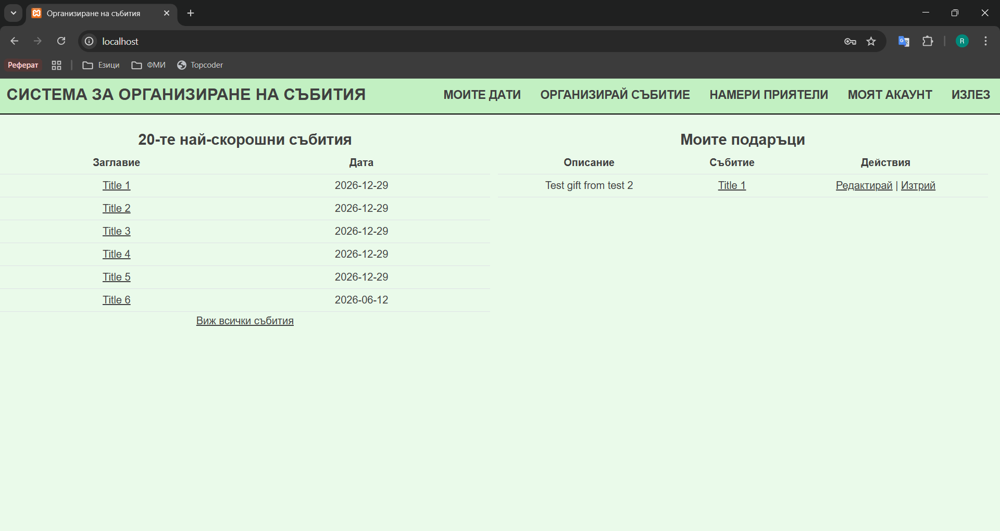 Организиране на събития
localhost
Реферат Езици ФМИ Topcoder
СИСТЕМА ЗА ОРГАНИЗИРАНЕ НА СЪБИТИЯ МОИТЕ ДАТИ ОРГАНИЗИРАЙ СЪБИТИЕ НАМЕРИ ПРИЯТЕЛИ МОЯТ АКАУНТ ИЗЛЕЗ
20-те най-скорошни събития
Заглавие Дата
Title 1 2026-12-29
Title 2 2026-12-29
Title 3 2026-12-29
Title 4 2026-12-29
Title 5 2026-12-29
Title 6 2026-06-12
Виж всички събития
Моите подаръци
Описание Събитие Действия
Test gift from test 2 Title 1 Редактирай | Изтрий
R